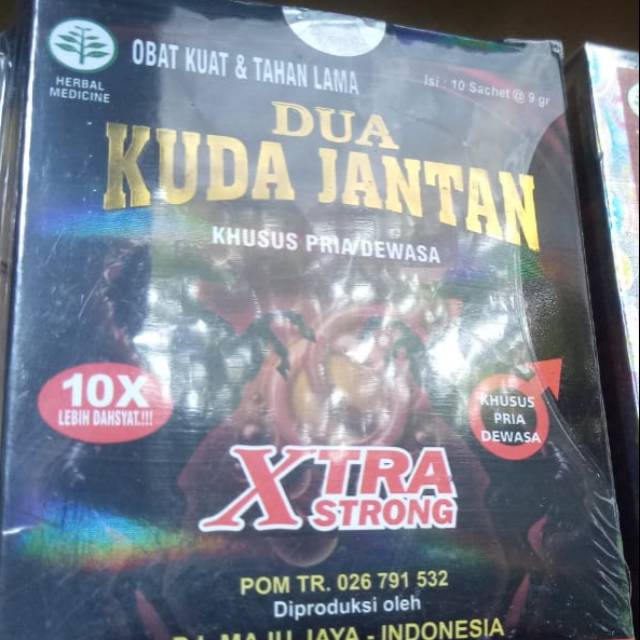 HERBAL
MEDICINE
OBAT KUAT & TAHAN LAMA
Isi : 10 Sachet @ 9 gr
DUA
KUDA JANTAN
KHUSUS PRIA/DEWASA
10X
LEBIH DAHSYAT.!!!
KHUSUS
PRIA
DEWASA
XTRA
STRONG
POM TR. 026 791 532
Diproduksi oleh
MAJU JAYA - INDONESIA